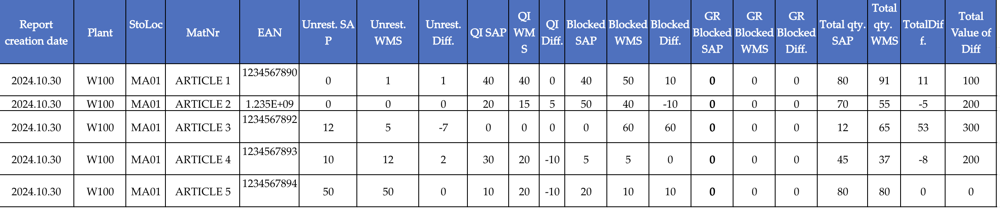 Report creation date Plant StoLoc MatNr EAN Unrest. SAP Unrest. WMS Unrest. Diff. QI SAP QI WMS QI Diff. Blocked SAP Blocked WMS Blocked Diff. GR Blocked SAP GR Blocked WMS GR Blocked Diff. Total qty. SAP Total qty. WMS TotalDiff. Total Value of Diff
2024.10.30 W100 MA01 ARTICLE 1 1234567890 0 1 1 40 40 0 40 50 10 0 0 0 80 91 11 100
2024.10.30 W100 MA01 ARTICLE 2 1.235E+09 0 0 0 20 15 5 50 40 -10 0 0 0 70 55 -5 200
2024.10.30 W100 MA01 ARTICLE 3 1234567892 12 5 -7 0 0 0 0 60 60 0 0 0 12 65 53 300
2024.10.30 W100 MA01 ARTICLE 4 1234567893 10 12 2 30 20 -10 5 5 0 0 0 0 45 37 -8 200
2024.10.30 W100 MA01 ARTICLE 5 1234567894 50 50 0 10 20 -10 20 10 10 0 0 0 80 80 0 0